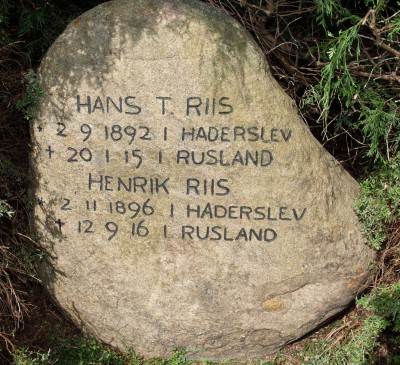 HANS T. RIIS
* 2 9 1892 I HADERSLEV
† 20 1 15 I RUSLAND
HENRIK RIIS
* 2 11 1896 I HADERSLEV
† 12 9 16 I RUSLAND